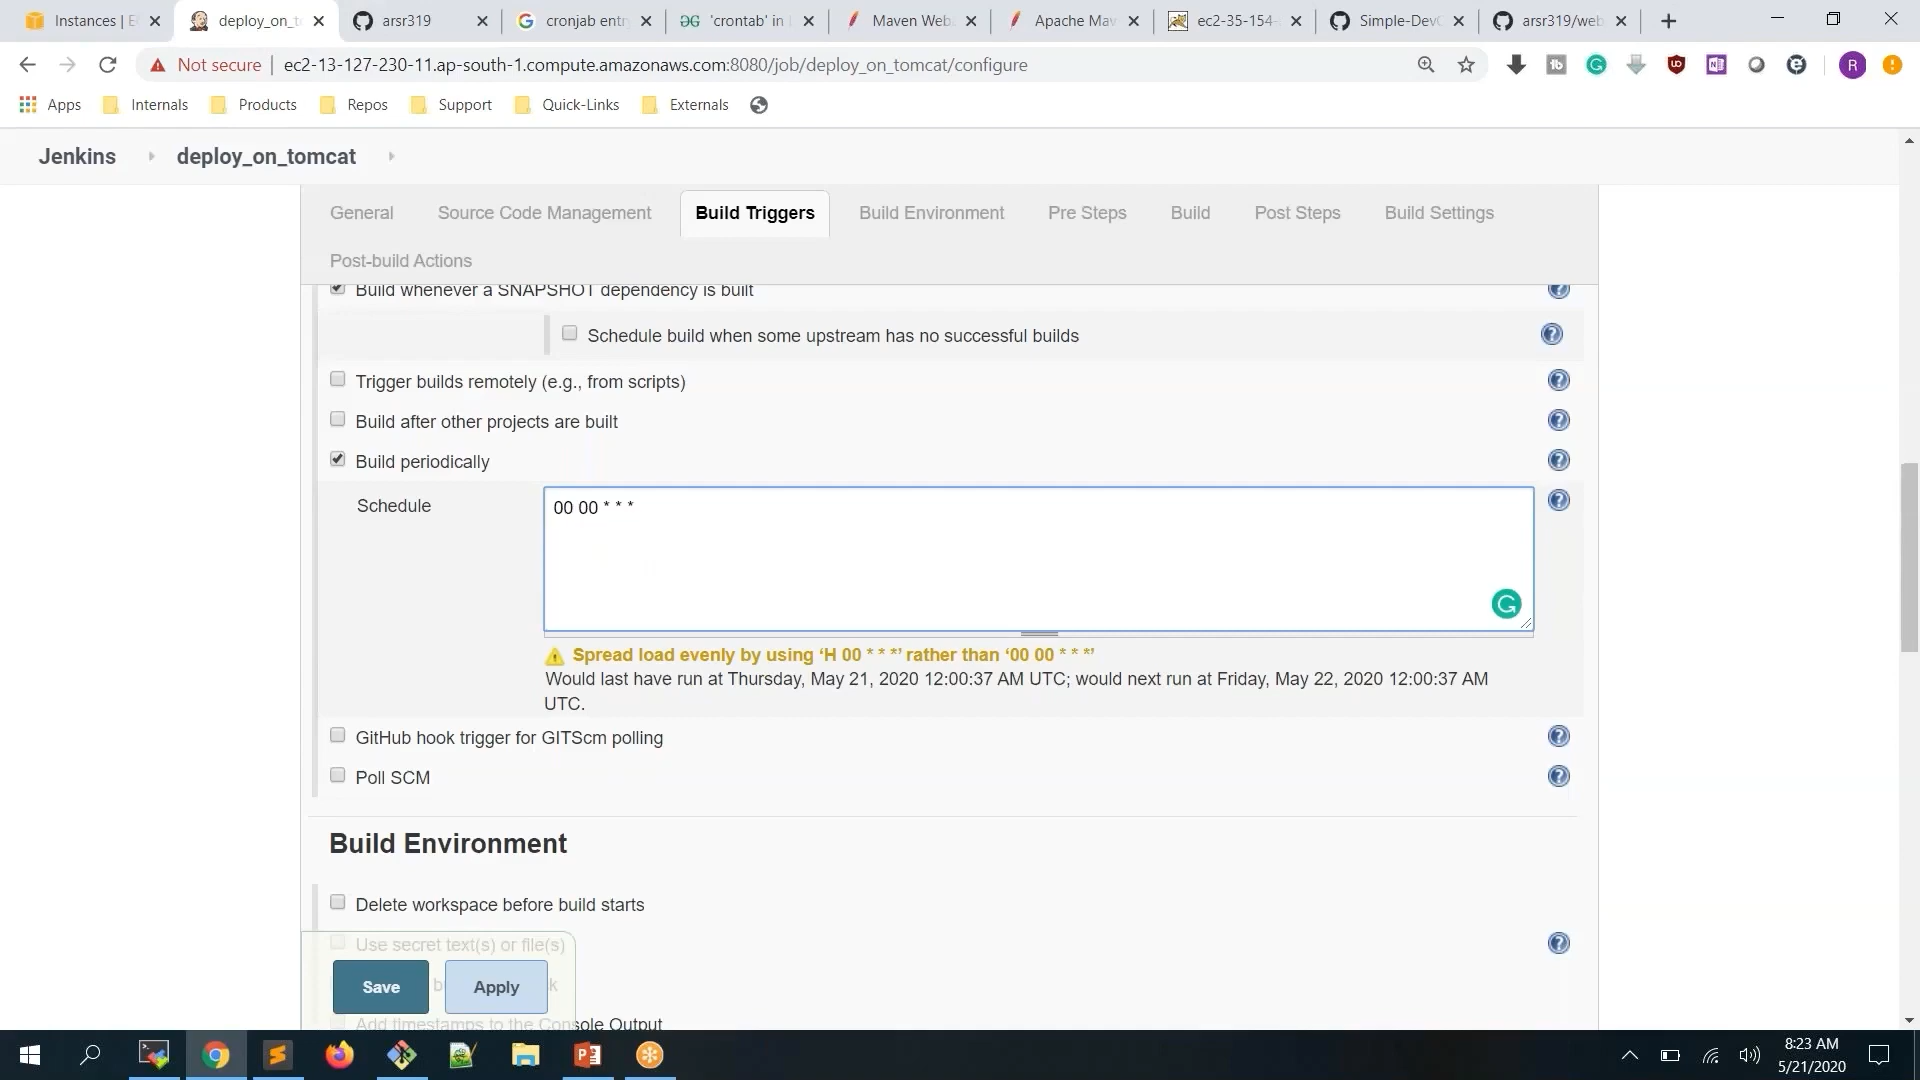 Instances | E
deploy_on_t
arsr319
cronjab entr
'crontab' in L
Maven Weba
Apache Mav
ec2-35-154-
Simple-DevO
arsr319/web
Not secure
ec2-13-127-230-11.ap-south-1.compute.amazonaws.com:8080/job/deploy_on_tomcat/configure
R
Apps
Internals
Products
Repos
Support
Quick-Links
Externals
Jenkins
deploy_on_tomcat
General
Source Code Management
Build Triggers
Build Environment
Pre Steps
Build
Post Steps
Build Settings
Post-build Actions
Build whenever a SNAPSHOT dependency is built
Schedule build when some upstream has no successful builds
Trigger builds remotely (e.g., from scripts)
Build after other projects are built
Build periodically
Schedule
00 00 * * *
Spread load evenly by using ‘H 00 * * *’ rather than ‘00 00 * * *’
Would last have run at Thursday, May 21, 2020 12:00:37 AM UTC; would next run at Friday, May 22, 2020 12:00:37 AM
UTC.
GitHub hook trigger for GITScm polling
Poll SCM
Build Environment
Delete workspace before build starts
Use secret text(s) or file(s)
Save
Apply
Add timestamps to the Console Output
8:23 AM
5/21/2020